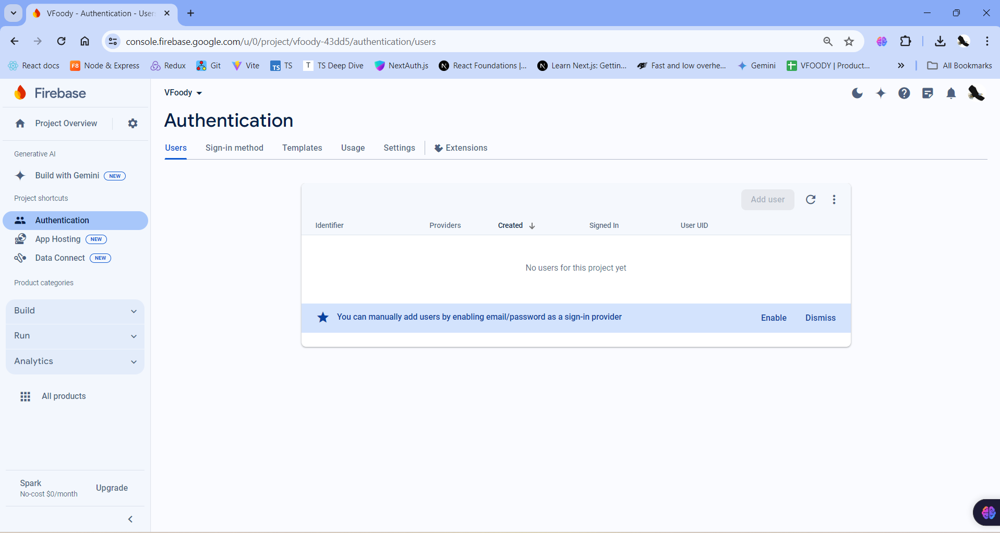 VFoody - Authentication - User
console.firebase.google.com/u/0/project/vfoody-43dd5/authentication/users
React docs
F8 Node & Express
Redux
Git
Vite
TS TS
T TS Deep Dive
NextAuth.js
N React Foundations |...
N Learn Next.js: Gettin...
Fast and low overhe...
Gemini
VFOODY | Product...
All Bookmarks
Firebase
VFoody
Authentication
Project Overview
Users
Sign-in method
Templates
Usage
Settings
Extensions
Generative AI
Build with Gemini NEW
Project shortcuts
Authentication
App Hosting NEW
Data Connect NEW
Product categories
Build
Run
Analytics
All products
Add user
Identifier
Providers
Created
Signed In
User UID
No users for this project yet
You can manually add users by enabling email/password as a sign-in provider
Enable
Dismiss
Spark
No-cost $0/month
Upgrade